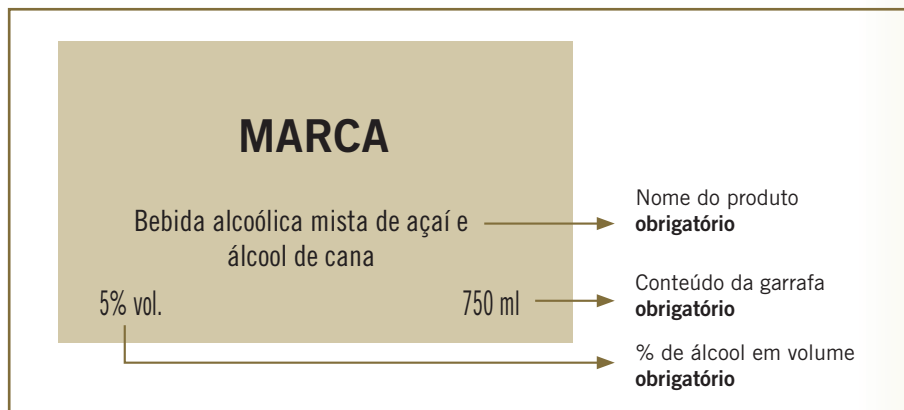 MARCA
Bebida alcoólica mista de açaí e
álcool de cana
5% vol.
750 ml
Nome do produto
obrigatório
Conteúdo da garrafa
obrigatório
% de álcool em volume
obrigatório